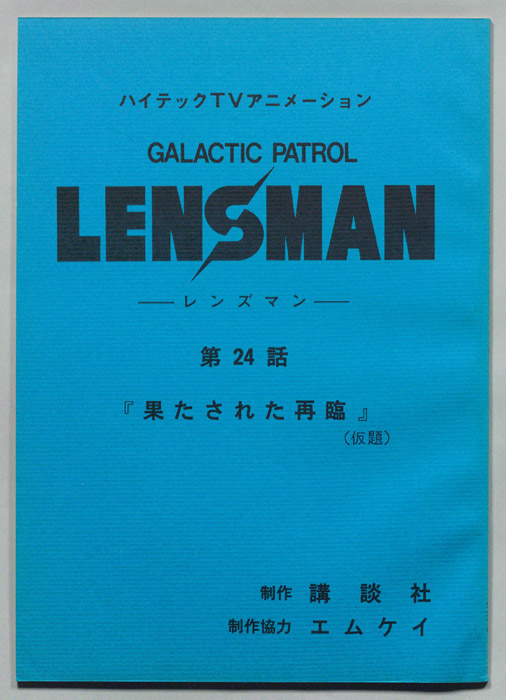 ハイテックTVアニメーション
GALACTIC PATROL
LENSMAN
レンズマン
第24話
『果たされた再臨』
(仮題)
制作 講談社
制作協力 エムケイ